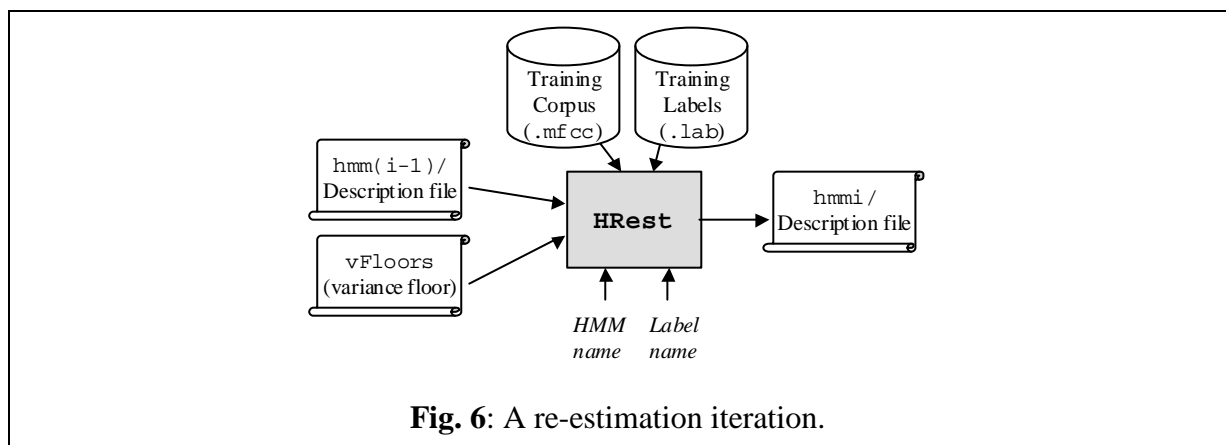 Training
Corpus
(.mfcc)
Training
Labels
(.lab)
hmm(i-1)/
Description file
vFloors
(variance floor)
HRest
hmmi/
Description file
HMM
name
Label
name
Fig. 6: A re-estimation iteration.